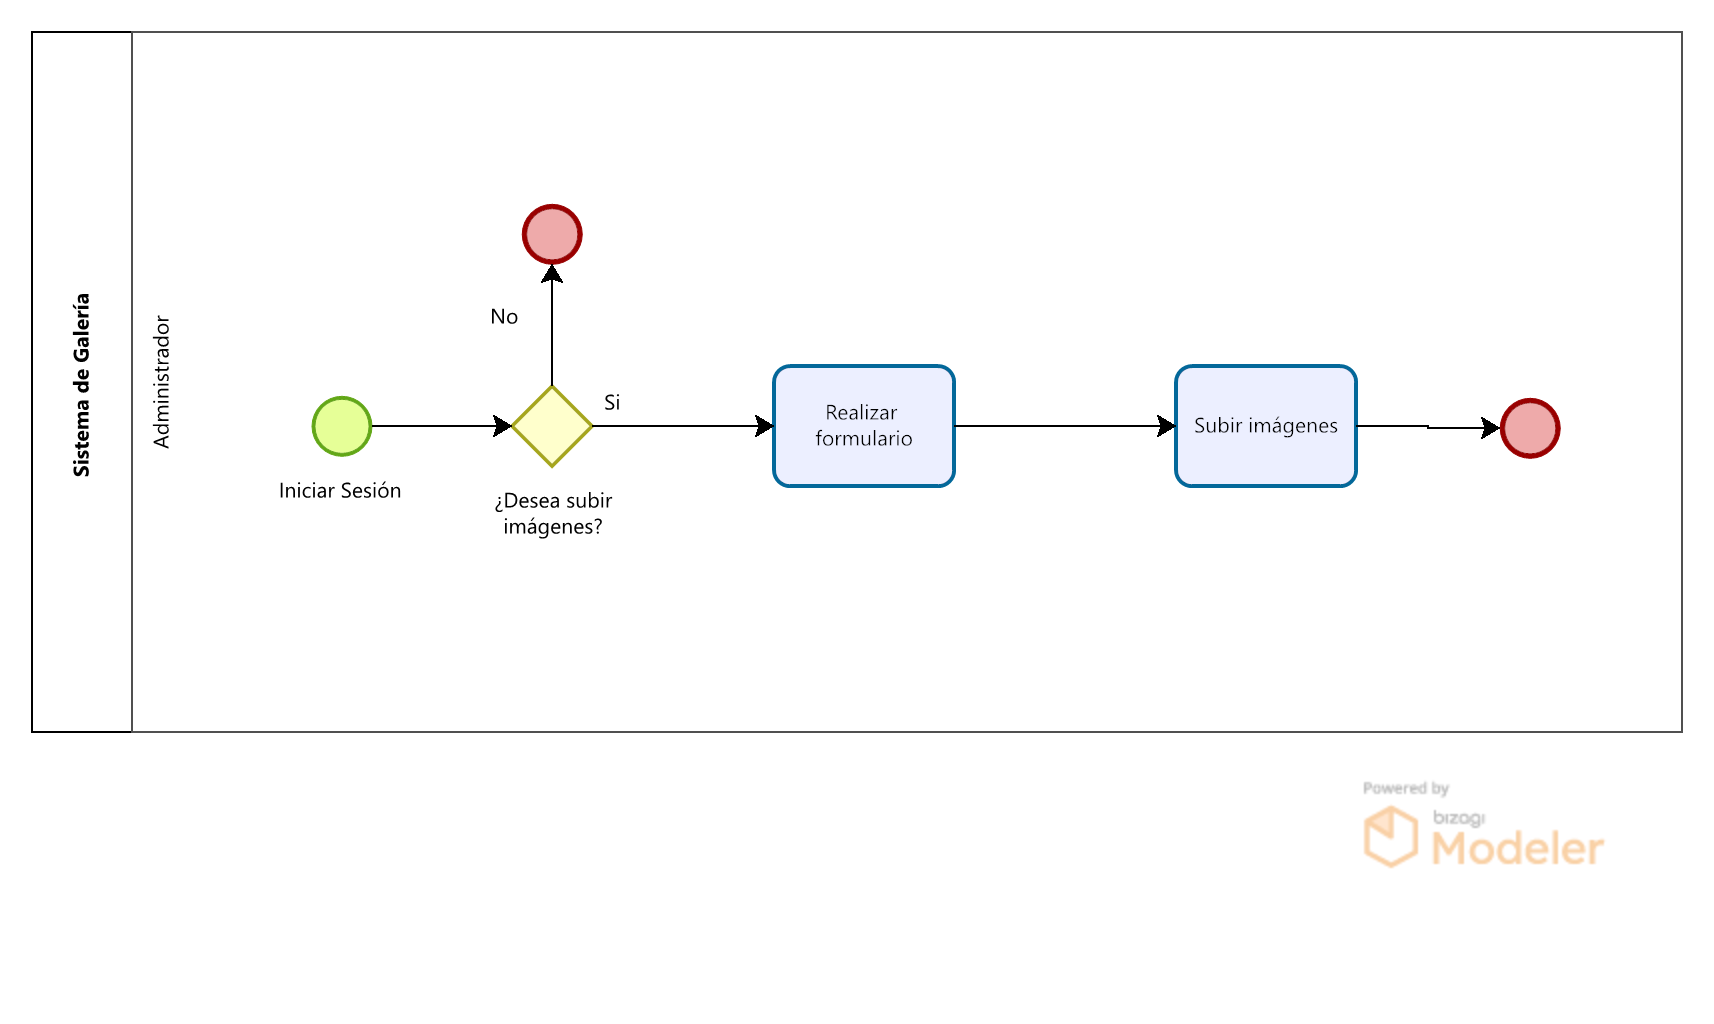 Sistema de Galería
Administrador
No
Si
Iniciar Sesión
¿Desea subir
imágenes?
Realizar
formulario
Subir imágenes
Powered by
bizagi
Modeler